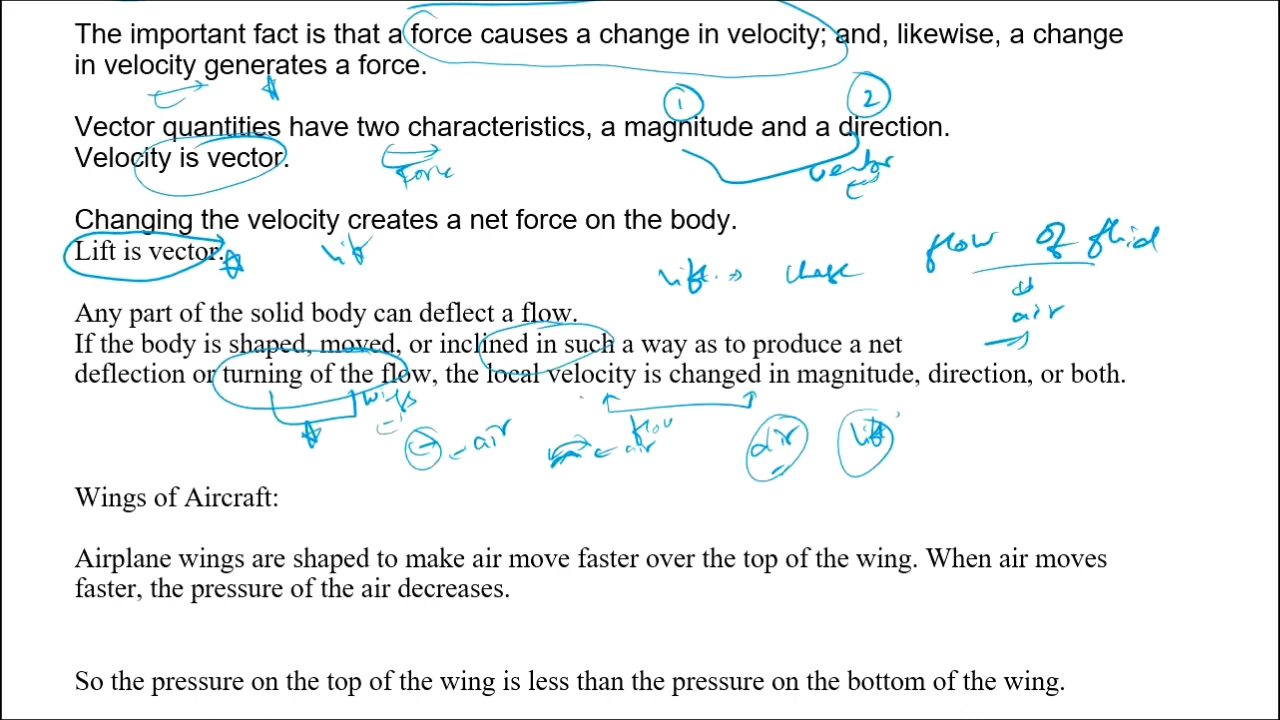 The important fact is that a force causes a change in velocity; and, likewise, a change
in velocity generates a force.
1
2
Vector quantities have two characteristics, a magnitude and a direction.
Velocity is vector.
Force
vector
Changing the velocity creates a net force on the body.
Lift is vector.
lift
flow of fluid
lift
air
Any part of the solid body can deflect a flow.
If the body is shaped, moved, or inclined in such a way as to produce a net
deflection or turning of the flow, the local velocity is changed in magnitude, direction, or both.
wings
flow
air
air
dir
lift
Wings of Aircraft:
Airplane wings are shaped to make air move faster over the top of the wing. When air moves
faster, the pressure of the air decreases.
So the pressure on the top of the wing is less than the pressure on the bottom of the wing.